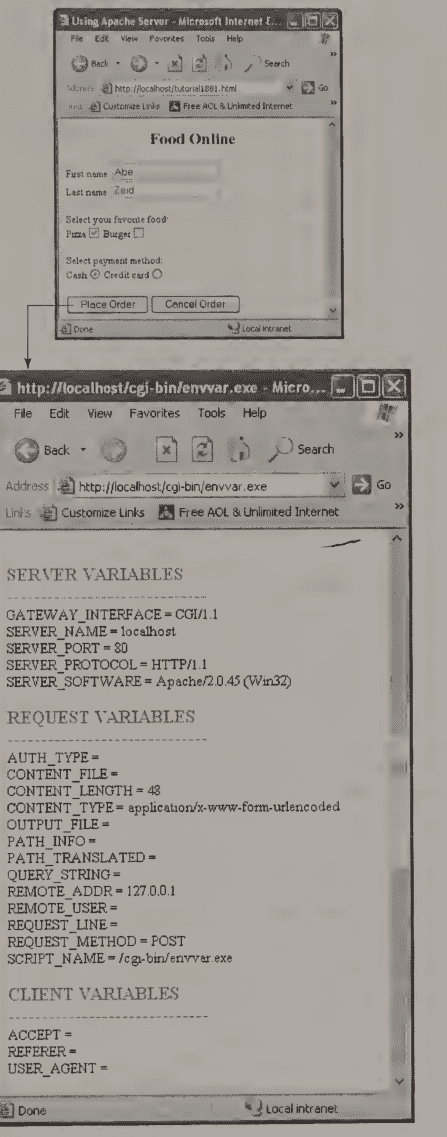 Using Apache Server - Microsoft Internet E...
File Edit View Favorites Tools Help
Back Search
Address http://localhost/tutorial1881.html Go
Customize Links Free AOL & Unlimited Internet
Food Online
First name Abe
Last name Zeid
Select your favorite food:
Pizza Burger
Select payment method:
Cash Credit card
Place Order Cancel Order
Done Local intranet
http://localhost/cgi-bin/envvar.exe - Micro...
File Edit View Favorites Tools Help
Back Search
Address http://localhost/cgi-bin/envvar.exe Go
Links Customize Links Free AOL & Unlimited Internet
SERVER VARIABLES
GATEWAY_INTERFACE = CGI/1.1
SERVER_NAME = localhost
SERVER_PORT = 80
SERVER_PROTOCOL = HTTP/1.1
SERVER_SOFTWARE = Apache/2.0.45 (Win32)
REQUEST VARIABLES
AUTH_TYPE =
CONTENT_FILE =
CONTENT_LENGTH = 48
CONTENT_TYPE = application/x-www-form-urlencoded
OUTPUT_FILE =
PATH_INFO =
PATH_TRANSLATED =
QUERY_STRING =
REMOTE_ADDR = 127.0.0.1
REMOTE_USER =
REQUEST_LINE =
REQUEST_METHOD = POST
SCRIPT_NAME = /cgi-bin/envvar.exe
CLIENT VARIABLES
ACCEPT =
REFERER =
USER_AGENT =
Done Local intranet